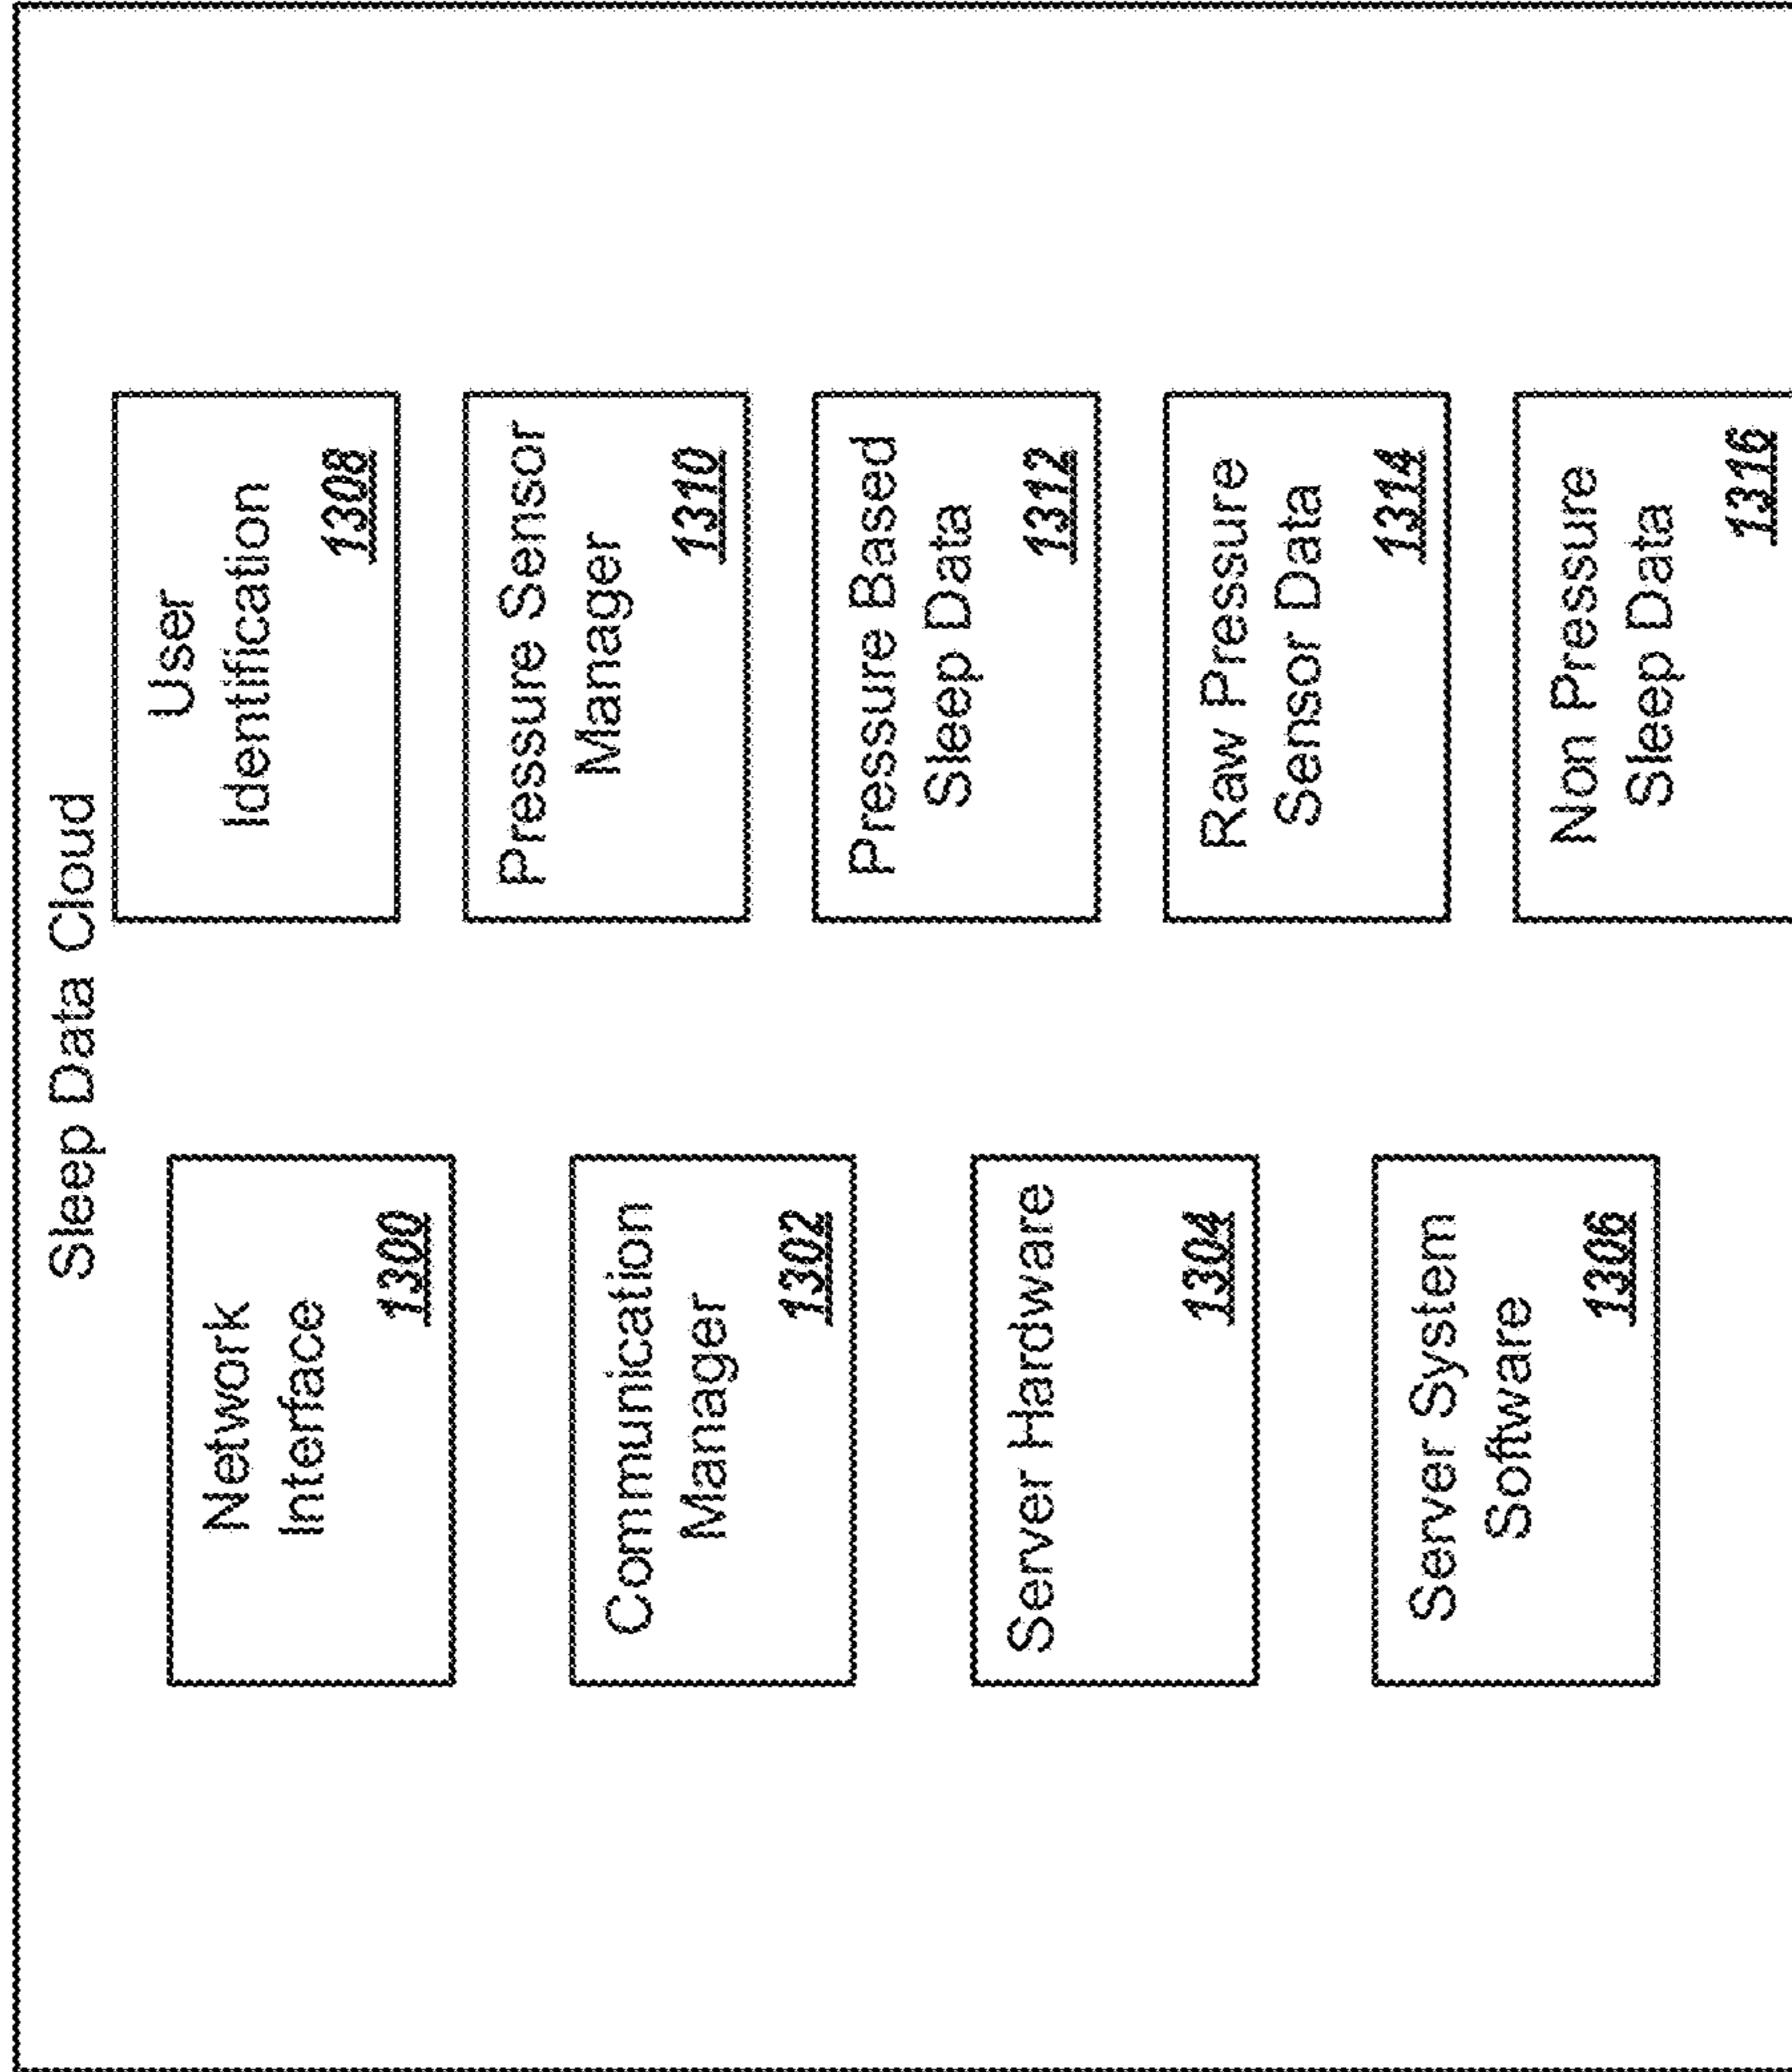 Sleep Data Cloud
Network
Interface
1300
Communication
Manager
1302
Server Hardware
1304
Server System
Software
1306
User
Identification
1308
Pressure Sensor
Manager
1310
Pressure Based
Sleep Data
1312
Raw Pressure
Sensor Data
1314
Non Pressure
Sleep Data
1316